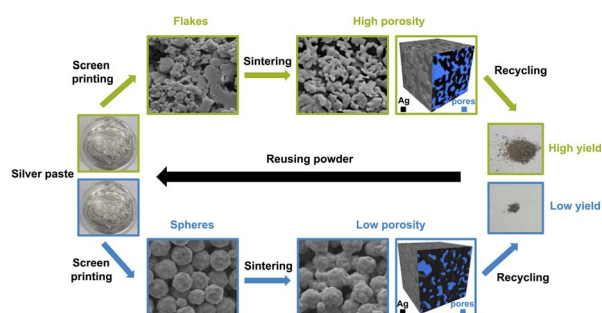 Flakes
High porosity
Screen
printing
Sintering
Recycling
Ag
pores
High yield
Reusing powder
Silver paste
Low yield
Spheres
Low porosity
Screen
printing
Sintering
Recycling
Ag
pores